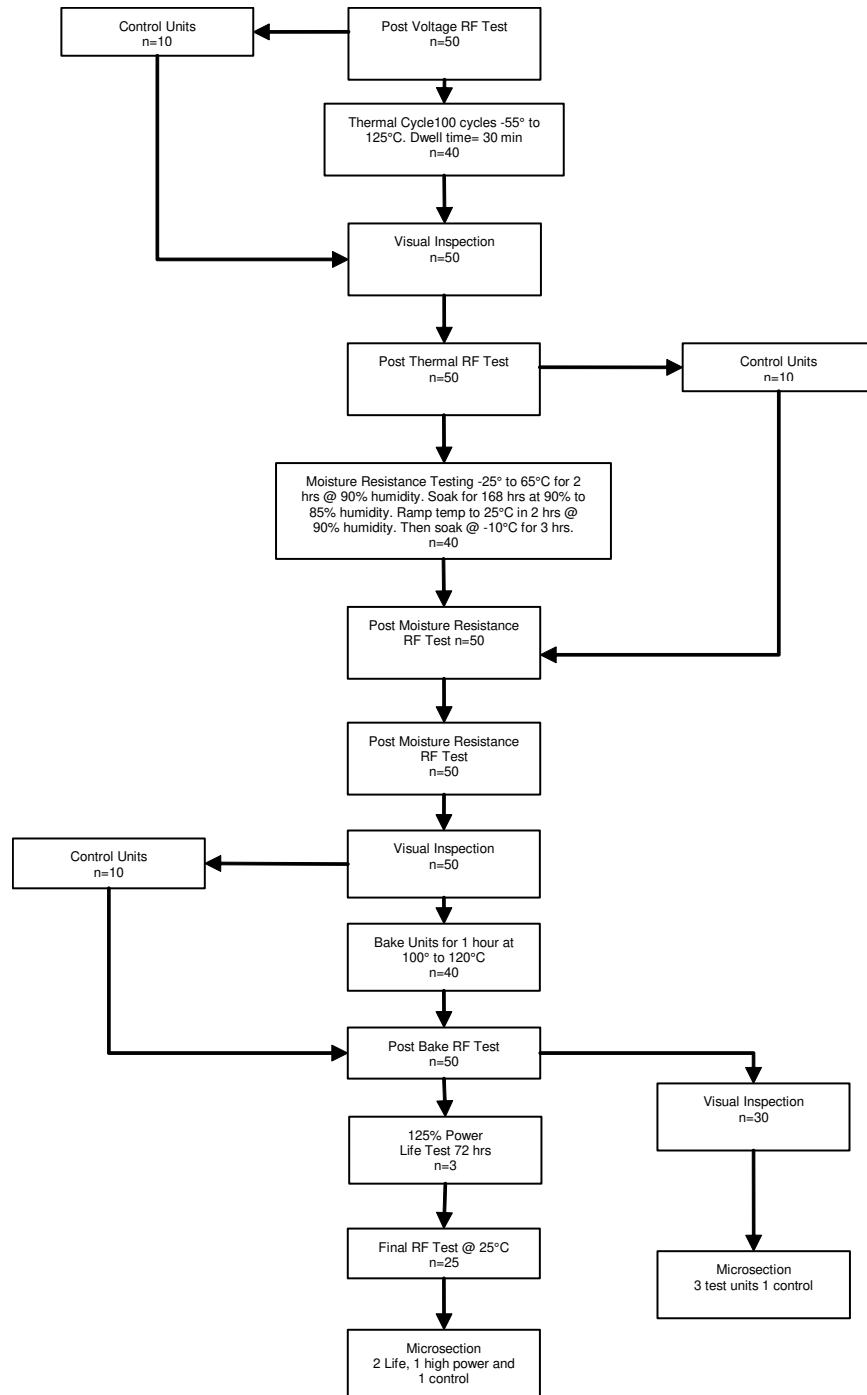 Control Units
n=10
Post Voltage RF Test
n=50
Thermal Cycle100 cycles -55° to
125°C. Dwell time= 30 min
n=40
Visual Inspection
n=50
Post Thermal RF Test
n=50
Control Units
n=10
Moisture Resistance Testing -25° to 65°C for 2
hrs @ 90% humidity. Soak for 168 hrs at 90% to
85% humidity. Ramp temp to 25°C in 2 hrs @
90% humidity. Then soak @ -10°C for 3 hrs.
n=40
Post Moisture Resistance
RF Test n=50
Post Moisture Resistance
RF Test
n=50
Visual Inspection
n=50
Control Units
n=10
Bake Units for 1 hour at
100° to 120°C
n=40
Post Bake RF Test
n=50
Visual Inspection
n=30
125% Power
Life Test 72 hrs
n=3
Final RF Test @ 25°C
n=25
Microsection
3 test units 1 control
Microsection
2 Life, 1 high power and
1 control